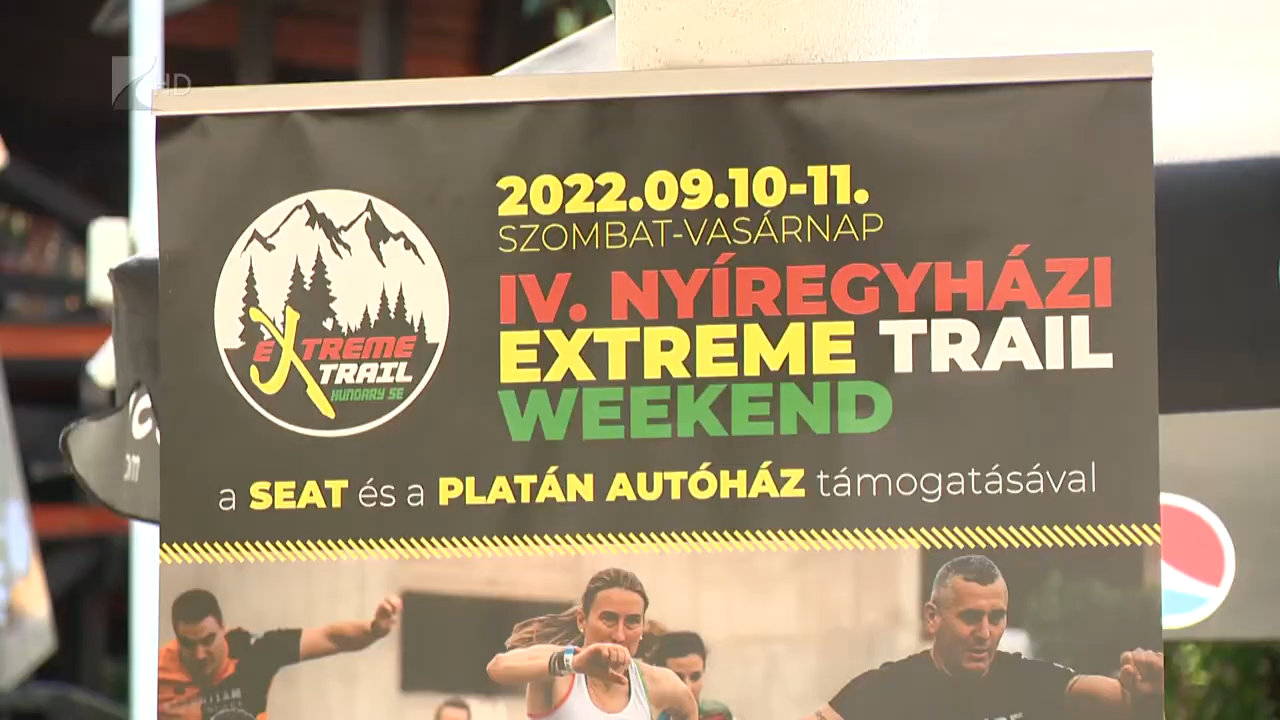 HD
2022.09.10-11.
SZOMBAT-VASÁRNAP
IV. NYÍREGYHÁZI
EXTREME TRAIL
WEEKEND
EXTREME
TRAIL
HUNGARY SE
a SEAT és a PLATÁN AUTÓHÁZ támogatásával